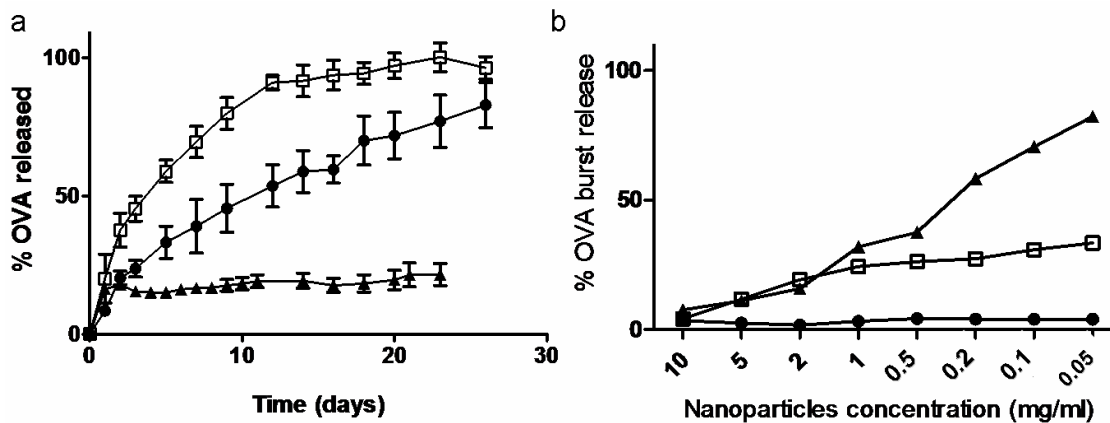 a
% OVA released
100
50
0
0 10 20 30
Time (days)
b
% OVA burst release
100
50
0
10 5 2 1 0.5 0.2 0.1 0.05
Nanoparticles concentration (mg/ml)